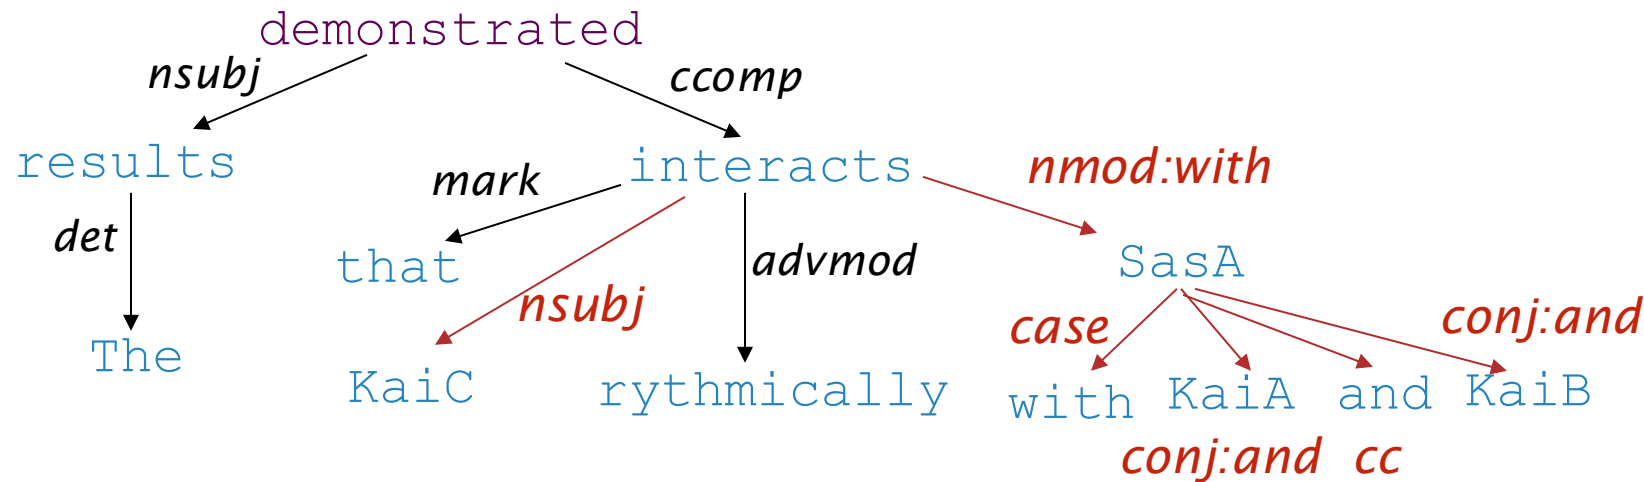 demonstrated
nsubj ccomp
results mark interacts nmod:with
det that advmod SasA
nsubj case conj:and
The KaiC rythmically with KaiA and KaiB
conj:and cc